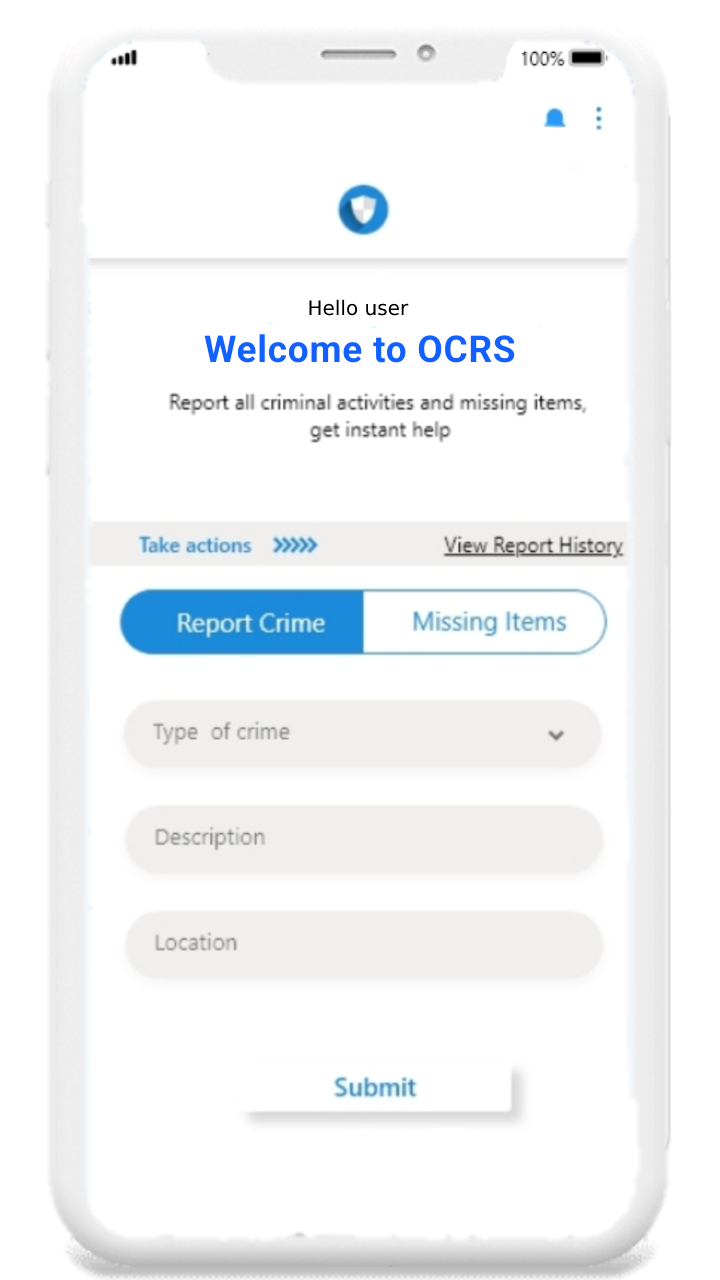 100%
Hello user
Welcome to OCRS
Report all criminal activities and missing items,
get instant help
Take actions »»» View Report History
Report Crime Missing Items
Type of crime
Description
Location
Submit